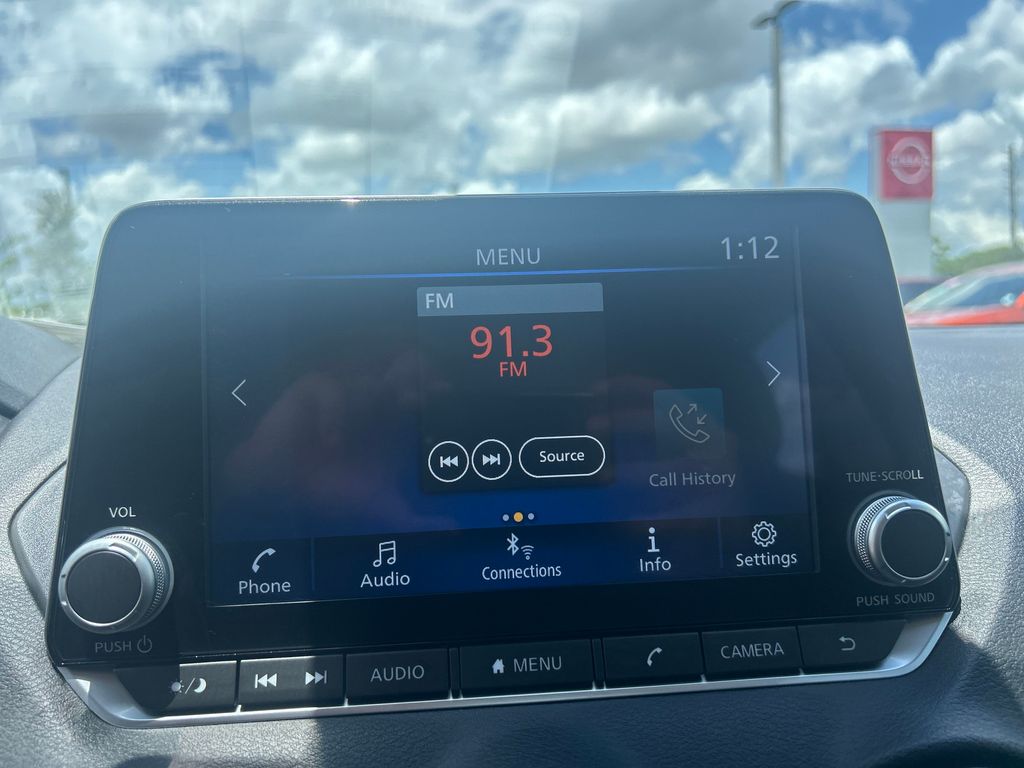 MENU
1:12
FM
91.3
FM
Source
Call History
VOL
TUNE·SCROLL
Phone
Audio
Connections
Info
Settings
PUSH
PUSH SOUND
AUDIO
MENU
CAMERA